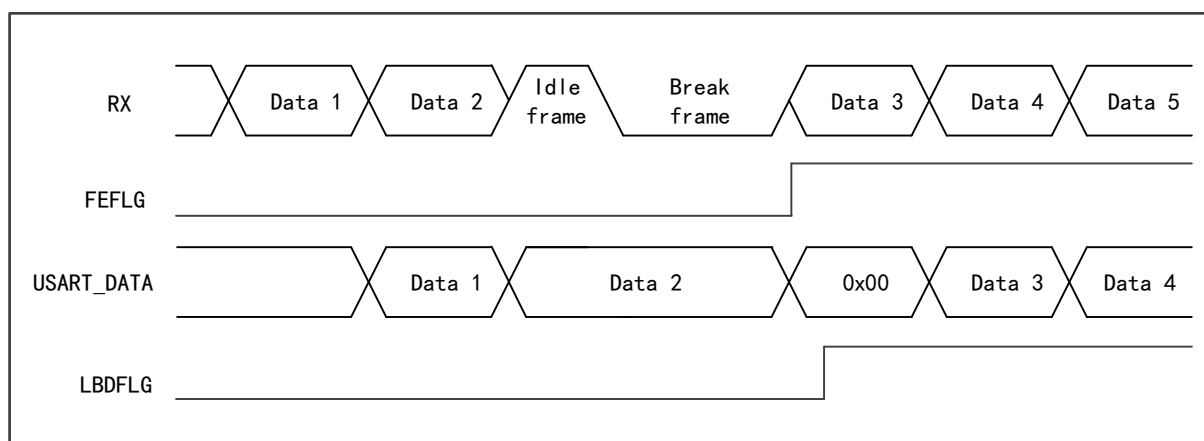 RX
Data 1
Data 2
Idle
frame
Break
frame
Data 3
Data 4
Data 5
FEFLG
USART_DATA
Data 1
Data 2
0x00
Data 3
Data 4
LBDFLG